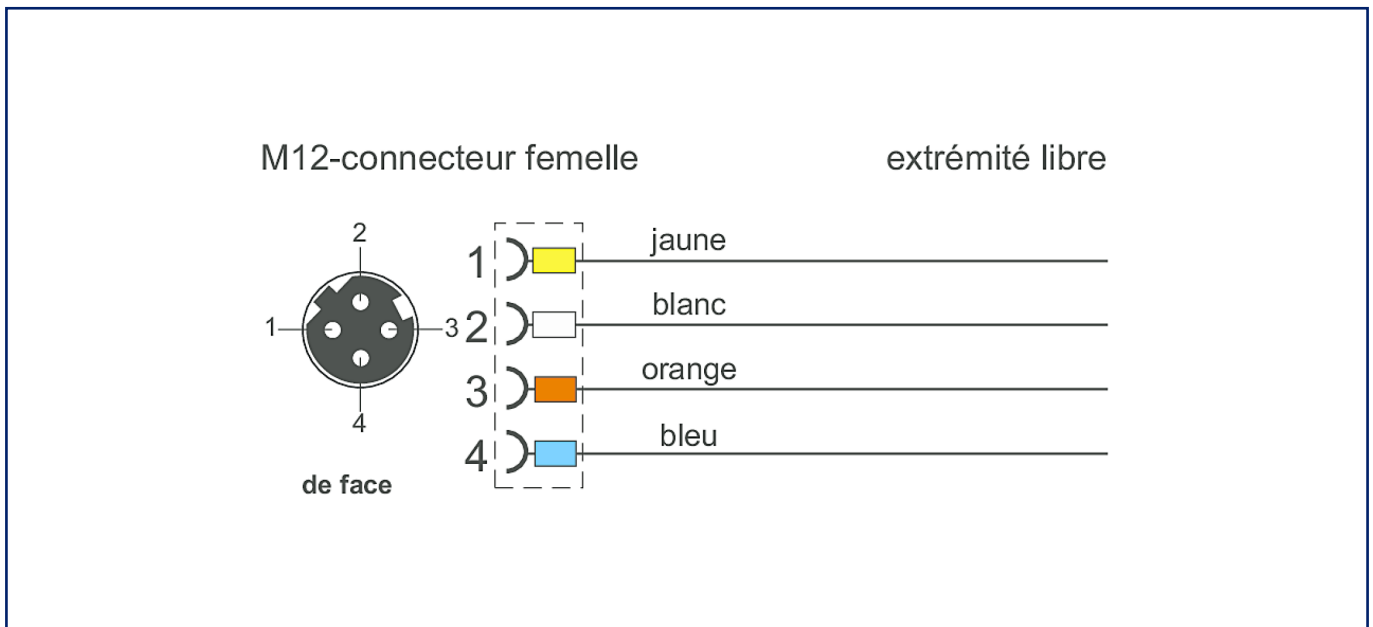 M12-connecteur femelle
extrémité libre
2
1
3
4
de face
1
jaune
2
blanc
3
orange
4
bleu